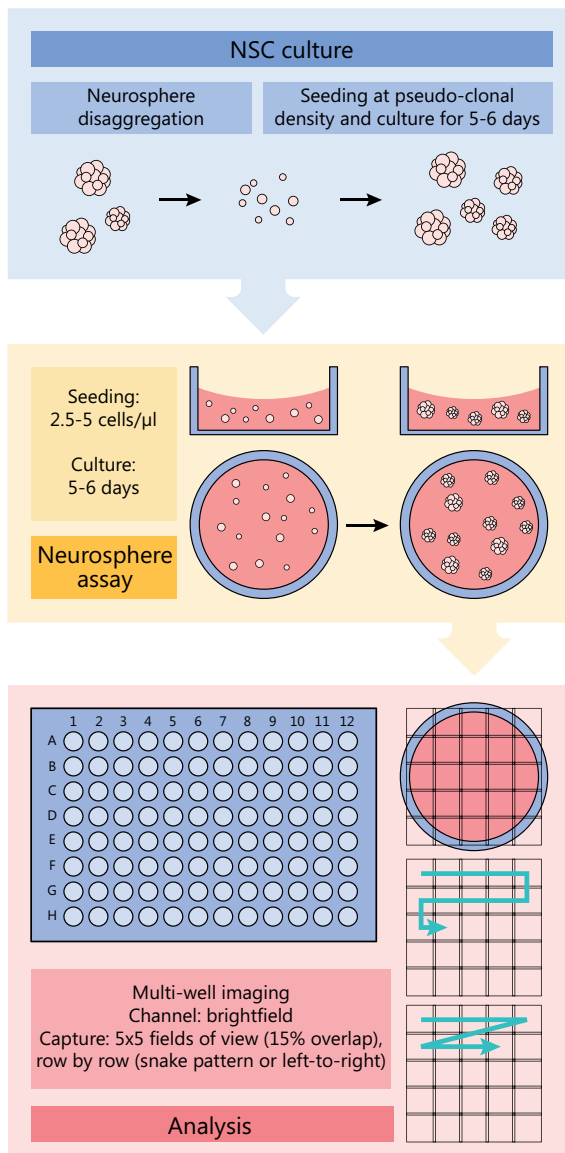 NSC culture
Neurosphere
disaggregation
Seeding at pseudo-clonal
density and culture for 5-6 days
Seeding:
2.5-5 cells/µl
Culture:
5-6 days
Neurosphere
assay
1 2 3 4 5 6 7 8 9 10 11 12
A
B
C
D
E
F
G
H
Multi-well imaging
Channel: brightfield
Capture: 5x5 fields of view (15% overlap),
row by row (snake pattern or left-to-right)
Analysis